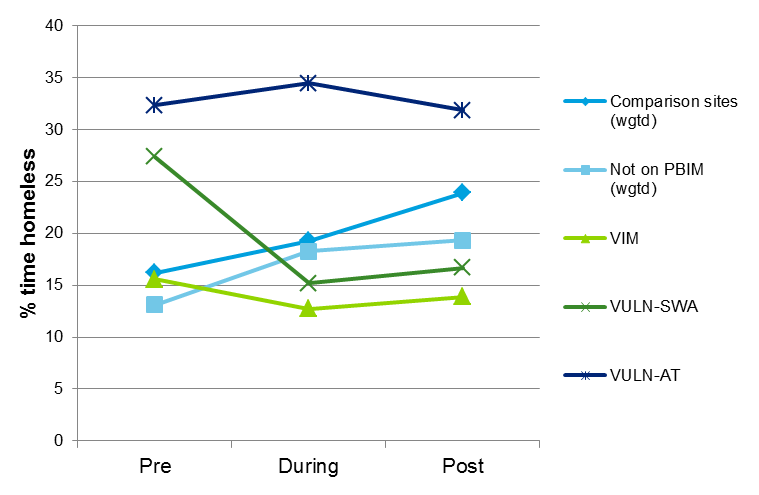 40
35
30
25
20
15
10
5
0
% time homeless
Pre During Post
Comparison sites
(wgtd)
Not on PBIM
(wgtd)
VIM
VULN-SWA
VULN-AT